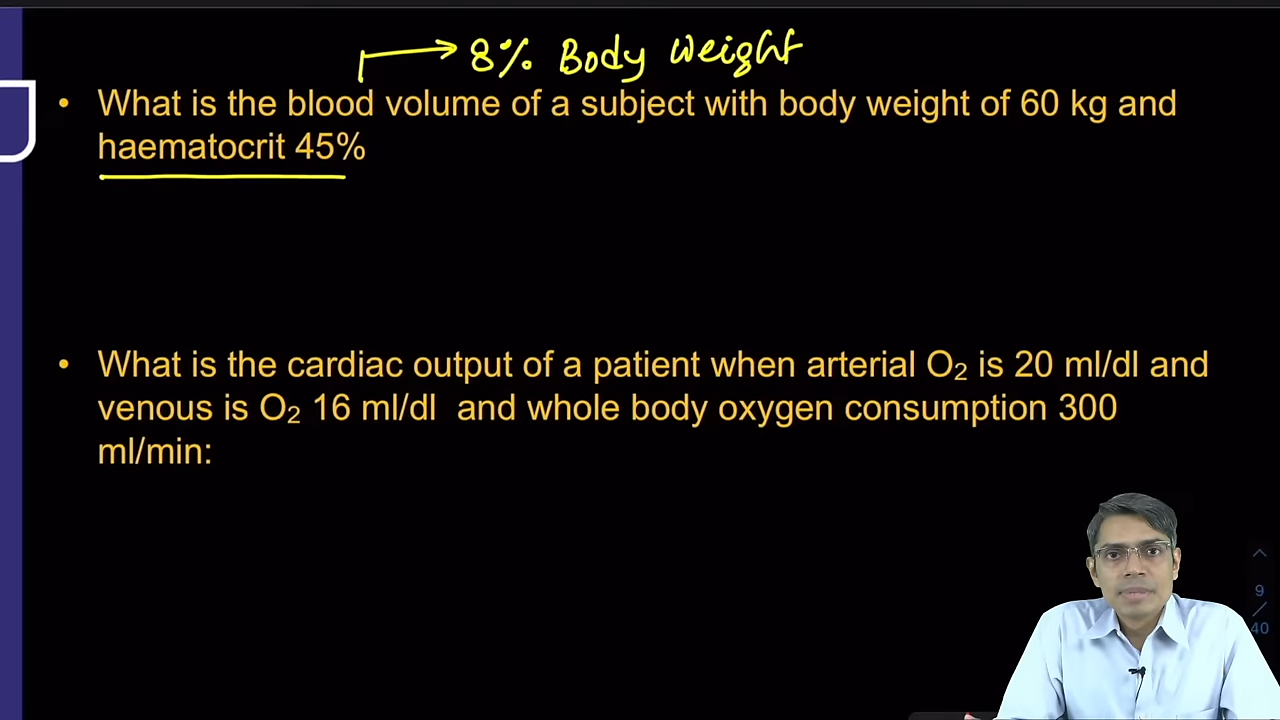 8% Body Weight
• What is the blood volume of a subject with body weight of 60 kg and
haematocrit 45%
• What is the cardiac output of a patient when arterial O₂ is 20 ml/dl and
venous is O₂ 16 ml/dl and whole body oxygen consumption 300
ml/min:
9
/
40